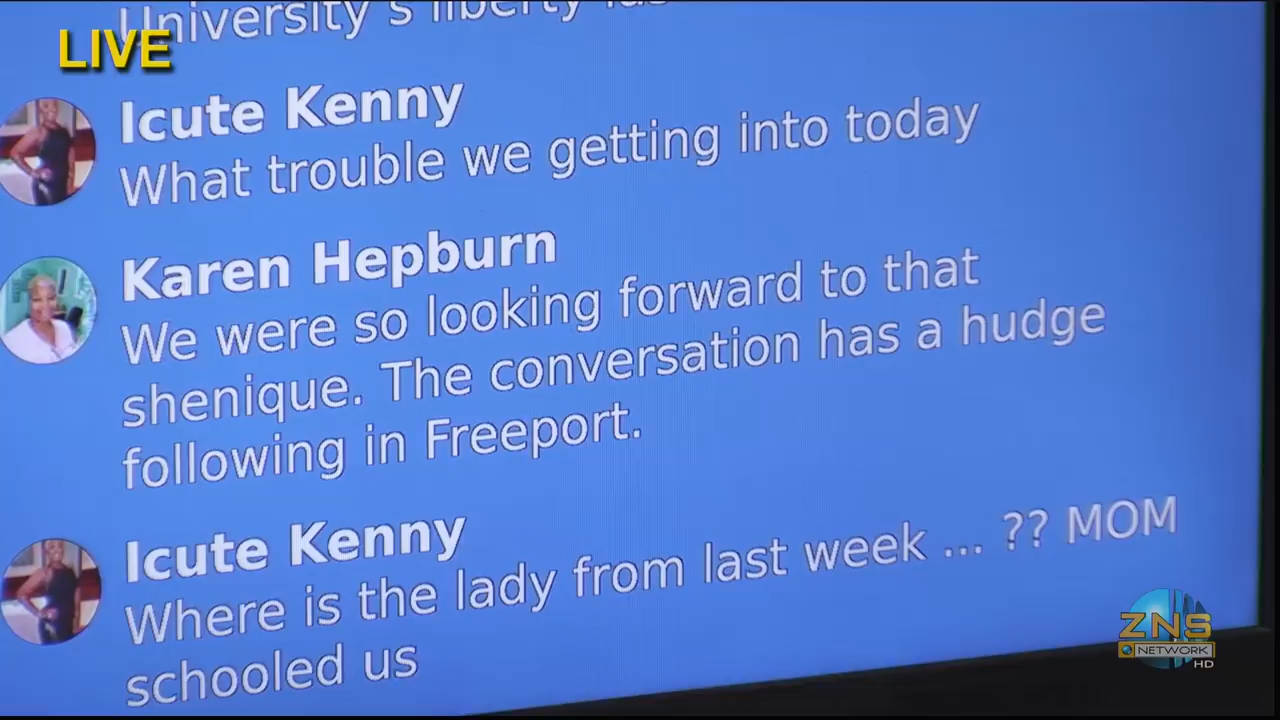 University's liberty
LIVE
Icute Kenny
What trouble we getting into today
Karen Hepburn
We were so looking forward to that
shenique. The conversation has a hudge
following in Freeport.
Icute Kenny
Where is the lady from last week ... ?? MOM
schooled us
ZNS
NETWORK
HD